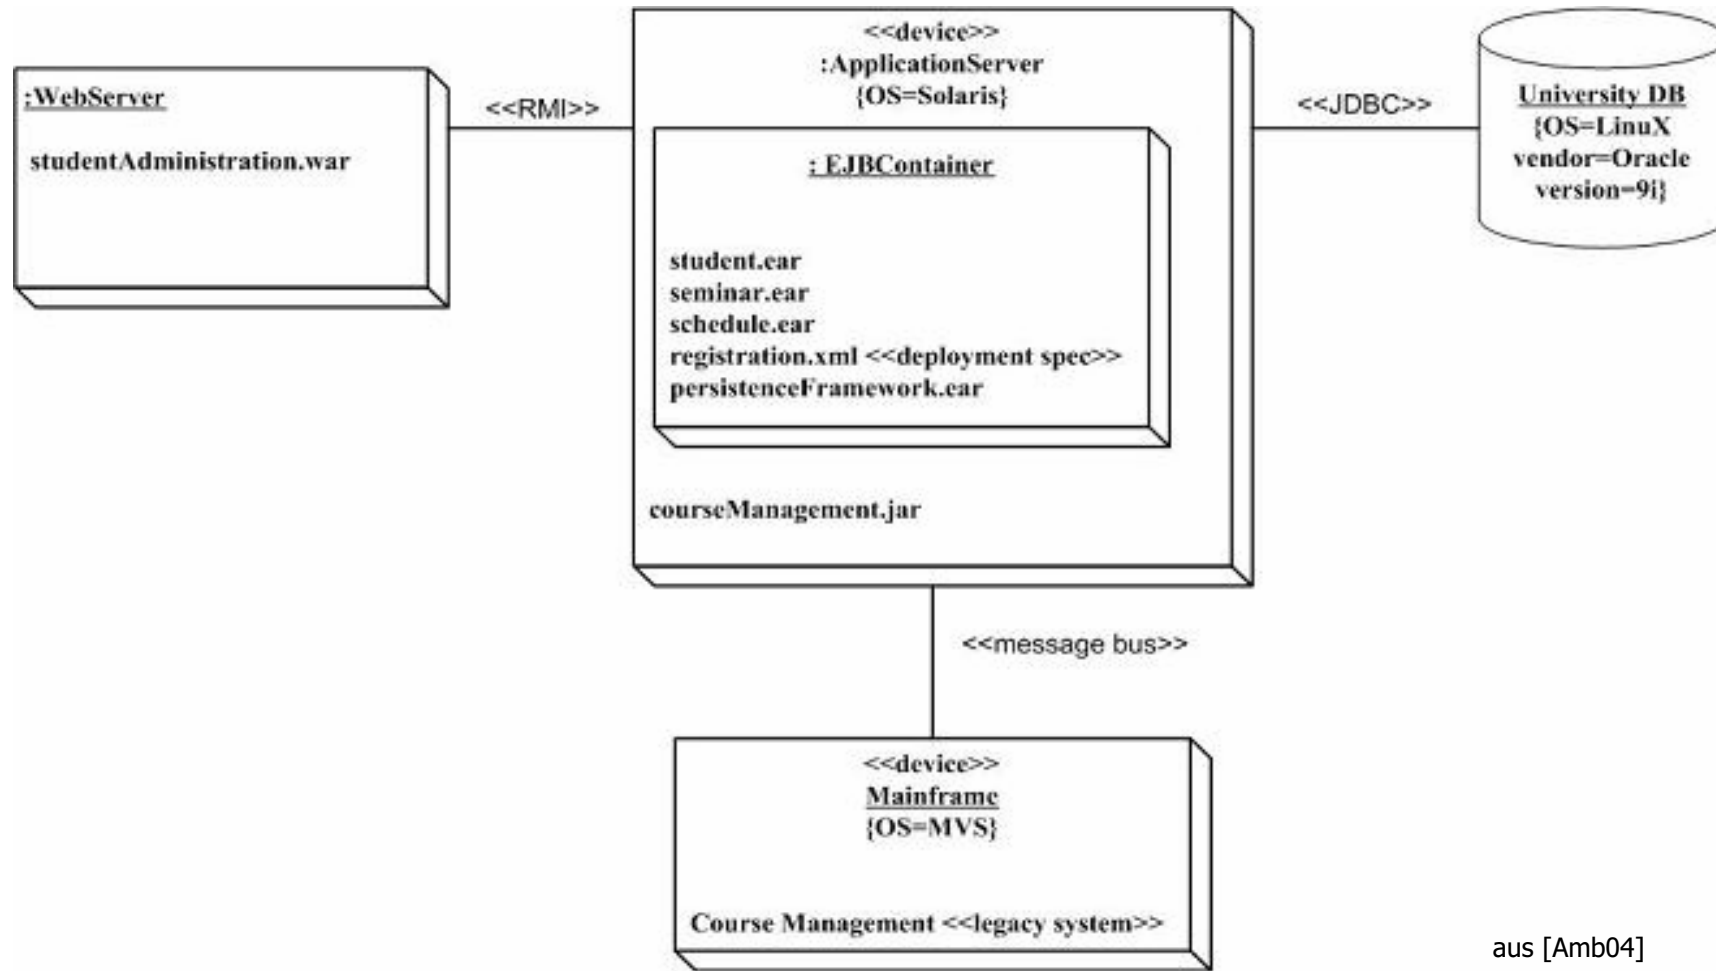 :WebServer
studentAdministration.war
<<RMI>>
<<device>>
:ApplicationServer
{OS=Solaris}
: EJBContainer
student.ear
seminar.ear
schedule.ear
registration.xml <<deployment spec>>
persistenceFramework.ear
courseManagement.jar
<<JDBC>>
University DB
{OS=LinuX
vendor=Oracle
version=9i}
<<message bus>>
<<device>>
Mainframe
{OS=MVS}
Course Management <<legacy system>>
aus [Amb04]